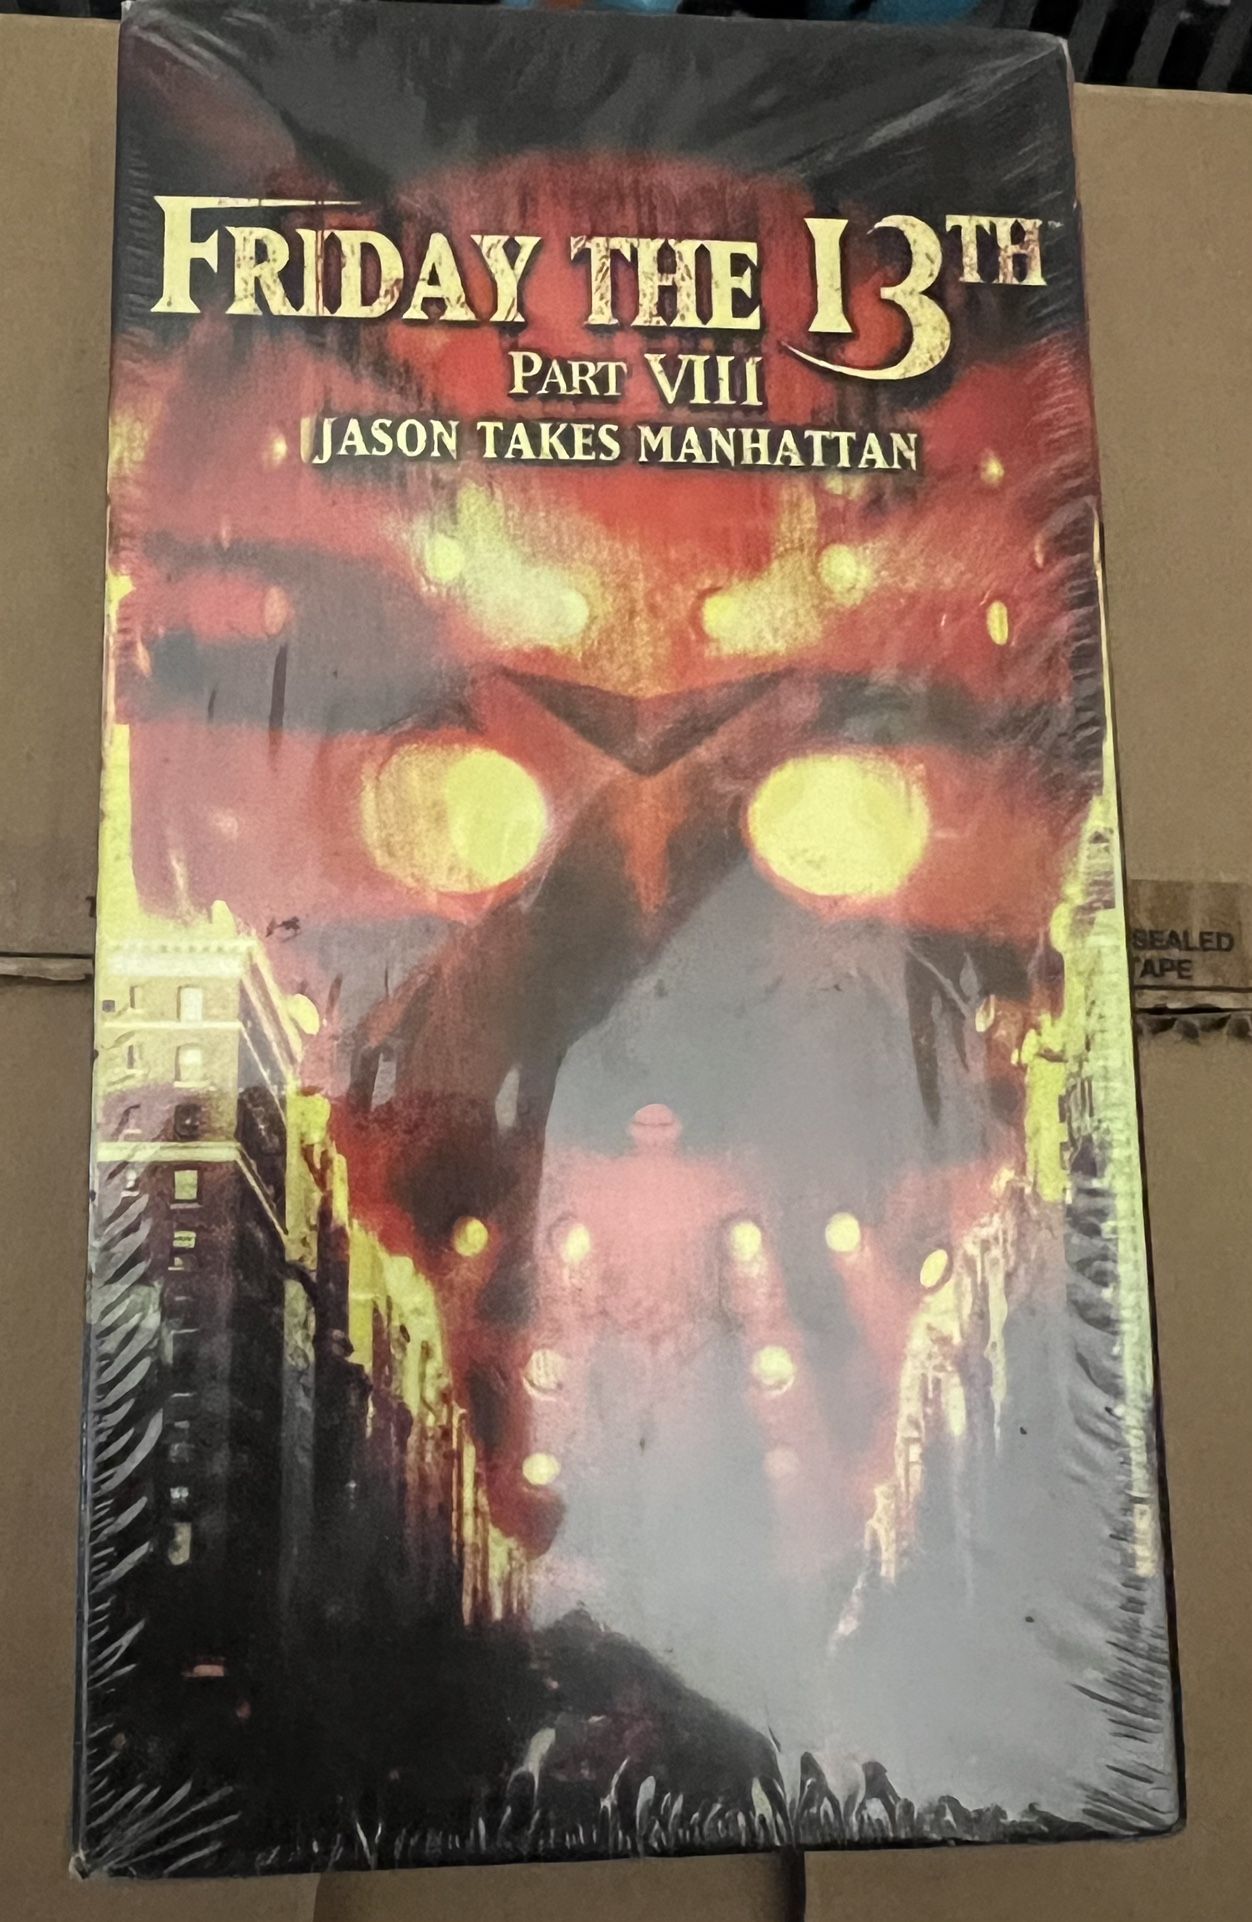 FRIDAY THE 13TH
PART VIII
JASON TAKES MANHATTAN
SEALED
TAPE